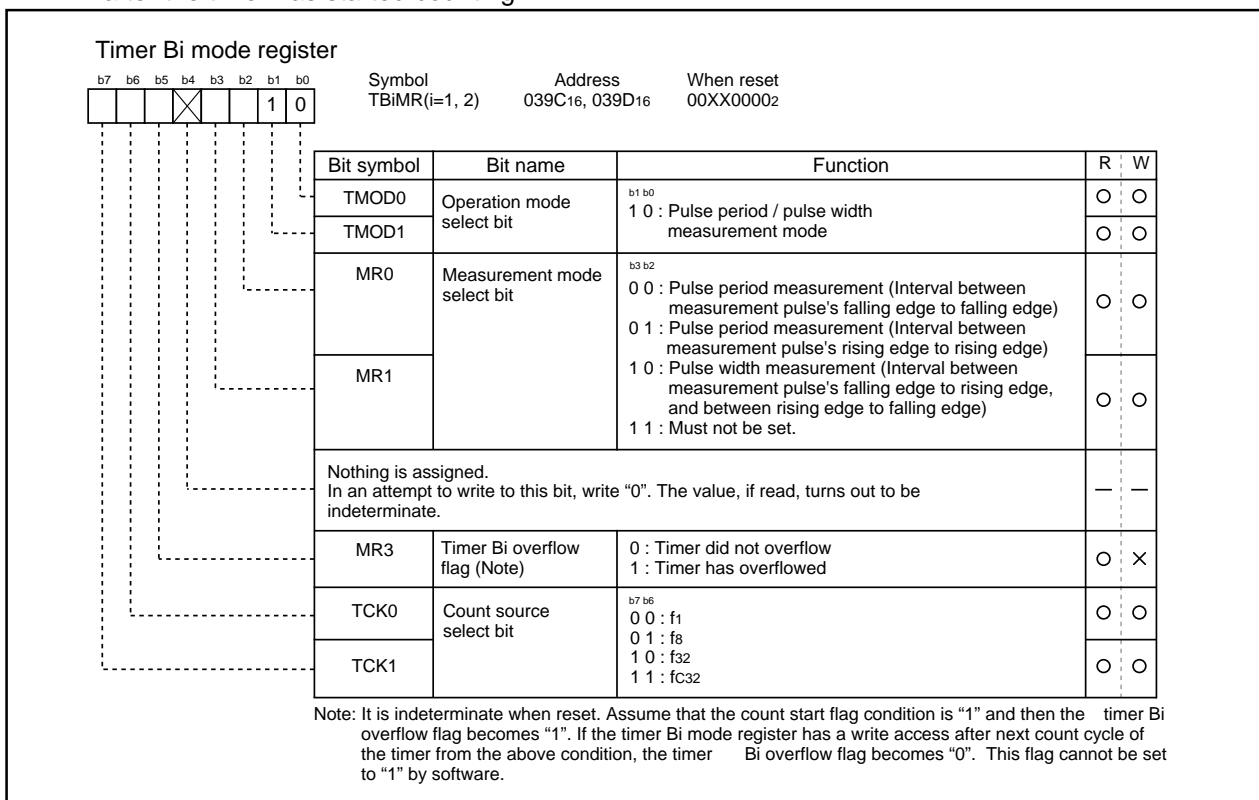 Timer Bi mode register
b7 b6 b5 b4 b3 b2 b1 b0
Symbol Address When reset
TBiMR(i=1, 2) 039C16, 039D16 00XX00002
1 0
Bit symbol Bit name Function R W
TMOD0 Operation mode select bit
b1 b0
1 0 : Pulse period / pulse width
measurement mode
TMOD1
MR0 Measurement mode select bit
b3 b2
0 0 : Pulse period measurement (Interval between
measurement pulse's falling edge to falling edge)
0 1 : Pulse period measurement (Interval between
measurement pulse's rising edge to rising edge)
MR1
1 0 : Pulse width measurement (Interval between
measurement pulse's falling edge to rising edge,
and between rising edge to falling edge)
1 1 : Must not be set.
Nothing is assigned.
In an attempt to write to this bit, write “0”. The value, if read, turns out to be
indeterminate.
MR3 Timer Bi overflow flag (Note)
0 : Timer did not overflow
1 : Timer has overflowed
TCK0 Count source select bit
b7 b6
0 0 : f1
0 1 : f8
TCK1
1 0 : f32
1 1 : fC32
Note: It is indeterminate when reset. Assume that the count start flag condition is “1” and then the timer Bi
overflow flag becomes “1”. If the timer Bi mode register has a write access after next count cycle of
the timer from the above condition, the timer Bi overflow flag becomes “0”. This flag cannot be set
to “1” by software.